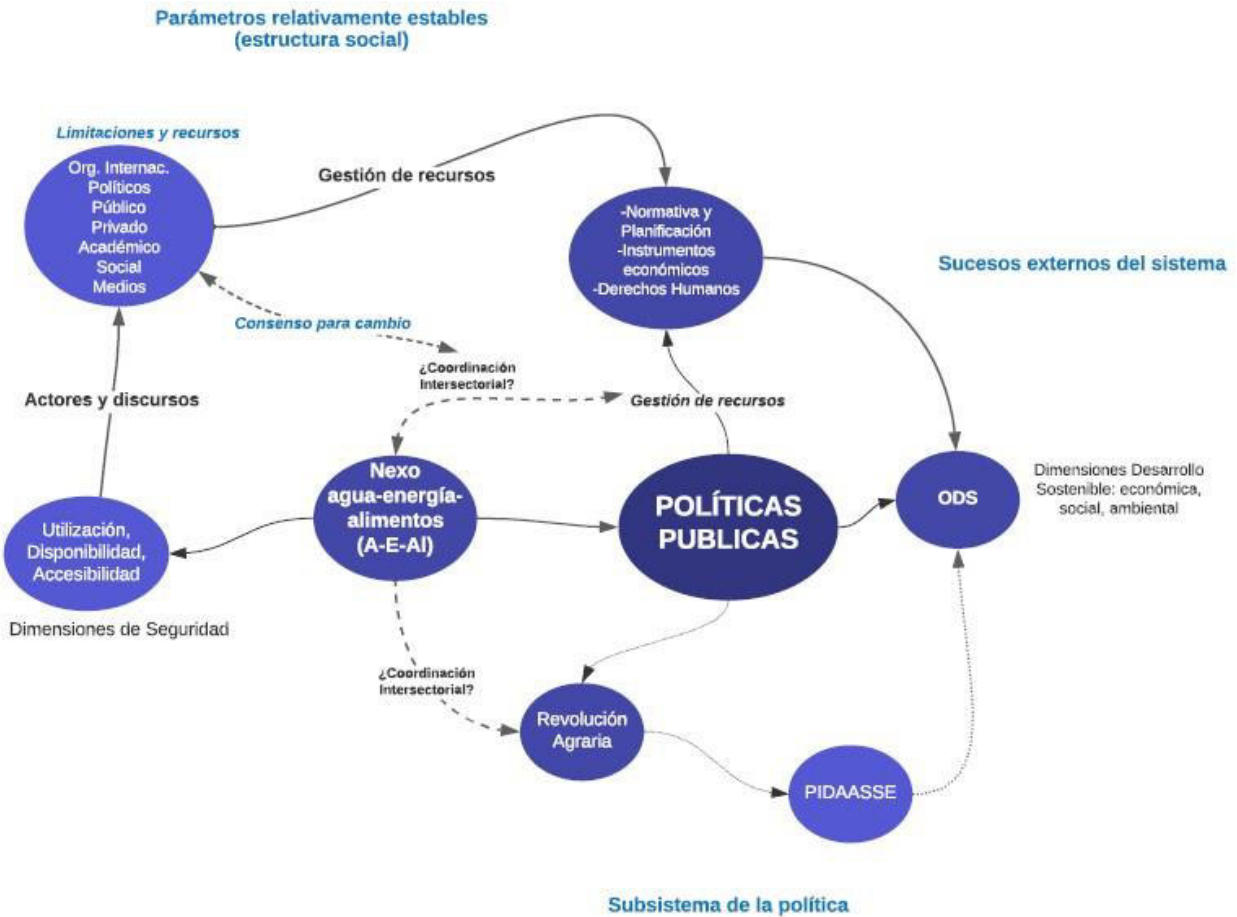 Parámetros relativamente estables
(estructura social)
Limitaciones y recursos
Org. Internac.
Políticos
Público
Privado
Académico
Social
Medios
Gestión de recursos
-Normativa y
Planificación
-Instrumentos
económicos
-Derechos Humanos
Sucesos externos del sistema
Consenso para cambio
¿Coordinación
Intersectorial?
Actores y discursos
Gestión de recursos
Nexo
agua-energía-
alimentos
(A-E-Al)
POLÍTICAS
PUBLICAS
ODS
Dimensiones Desarrollo
Sostenible: económica,
social, ambiental
Utilización,
Disponibilidad,
Accesibilidad
Dimensiones de Seguridad
¿Coordinación
Intersectorial?
Revolución
Agraria
PIDAASSE
Subsistema de la política